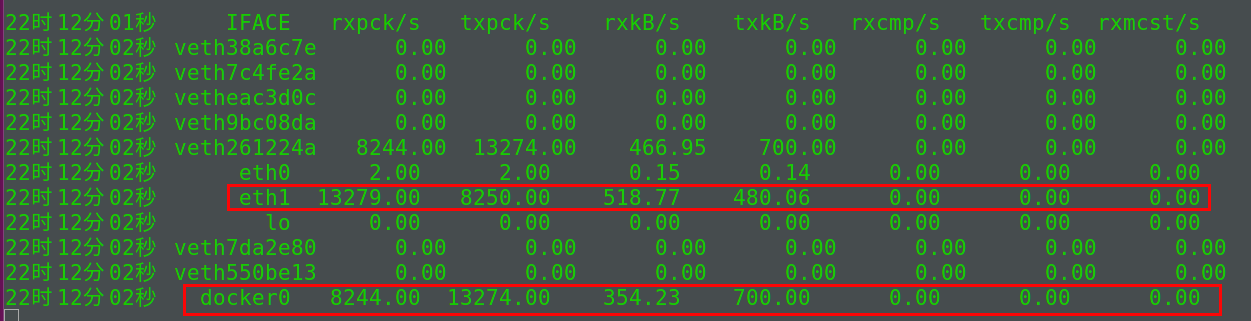 22时12分01秒 IFACE rxpck/s txpck/s rxkB/s txkB/s rxcmp/s txcmp/s rxmcst/s
22时12分02秒 veth38a6c7e 0.00 0.00 0.00 0.00 0.00 0.00 0.00
22时12分02秒 veth7c4fe2a 0.00 0.00 0.00 0.00 0.00 0.00 0.00
22时12分02秒 vetheac3d0c 0.00 0.00 0.00 0.00 0.00 0.00 0.00
22时12分02秒 veth9bc08da 0.00 0.00 0.00 0.00 0.00 0.00 0.00
22时12分02秒 veth261224a 8244.00 13274.00 466.95 700.00 0.00 0.00 0.00
22时12分02秒 eth0 2.00 2.00 0.15 0.14 0.00 0.00 0.00
22时12分02秒 eth1 13279.00 8250.00 518.77 480.06 0.00 0.00 0.00
22时12分02秒 lo 0.00 0.00 0.00 0.00 0.00 0.00 0.00
22时12分02秒 veth7da2e80 0.00 0.00 0.00 0.00 0.00 0.00 0.00
22时12分02秒 veth550be13 0.00 0.00 0.00 0.00 0.00 0.00 0.00
22时12分02秒 docker0 8244.00 13274.00 354.23 700.00 0.00 0.00 0.00